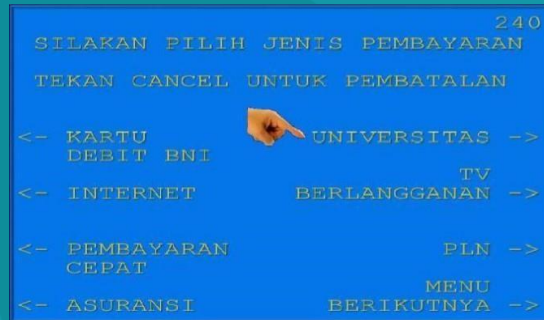 240
SILAKAN PILIH JENIS PEMBAYARAN
TEKAN CANCEL UNTUK PEMBATALAN
<- KARTU DEBIT BNI
UNIVERSITAS ->
<- INTERNET
TV BERLANGGANAN ->
<- PEMBAYARAN CEPAT
PLN ->
<- ASURANSI
MENU BERIKUTNYA ->